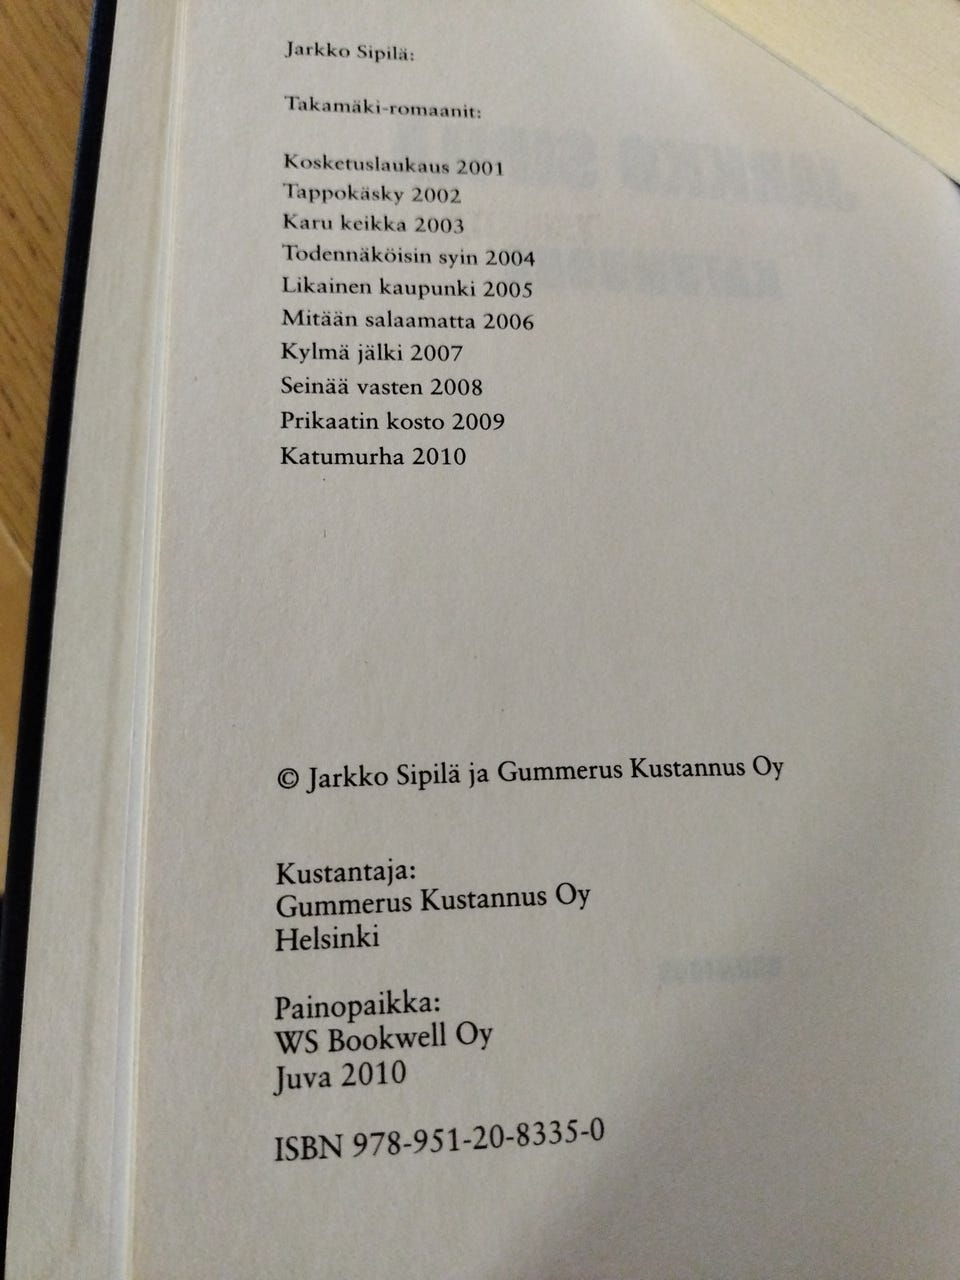 Jarkko Sipilä:
Takamäki-romaanit:
Kosketuslaukaus 2001
Tappokäsky 2002
Karu keikka 2003
Todennäköisin syin 2004
Likainen kaupunki 2005
Mitään salaamatta 2006
Kylmä jälki 2007
Seinää vasten 2008
Prikaatin kosto 2009
Katumurha 2010
© Jarkko Sipilä ja Gummerus Kustannus Oy
Kustantaja:
Gummerus Kustannus Oy
Helsinki
Painopaikka:
WS Bookwell Oy
Juva 2010
ISBN 978-951-20-8335-0